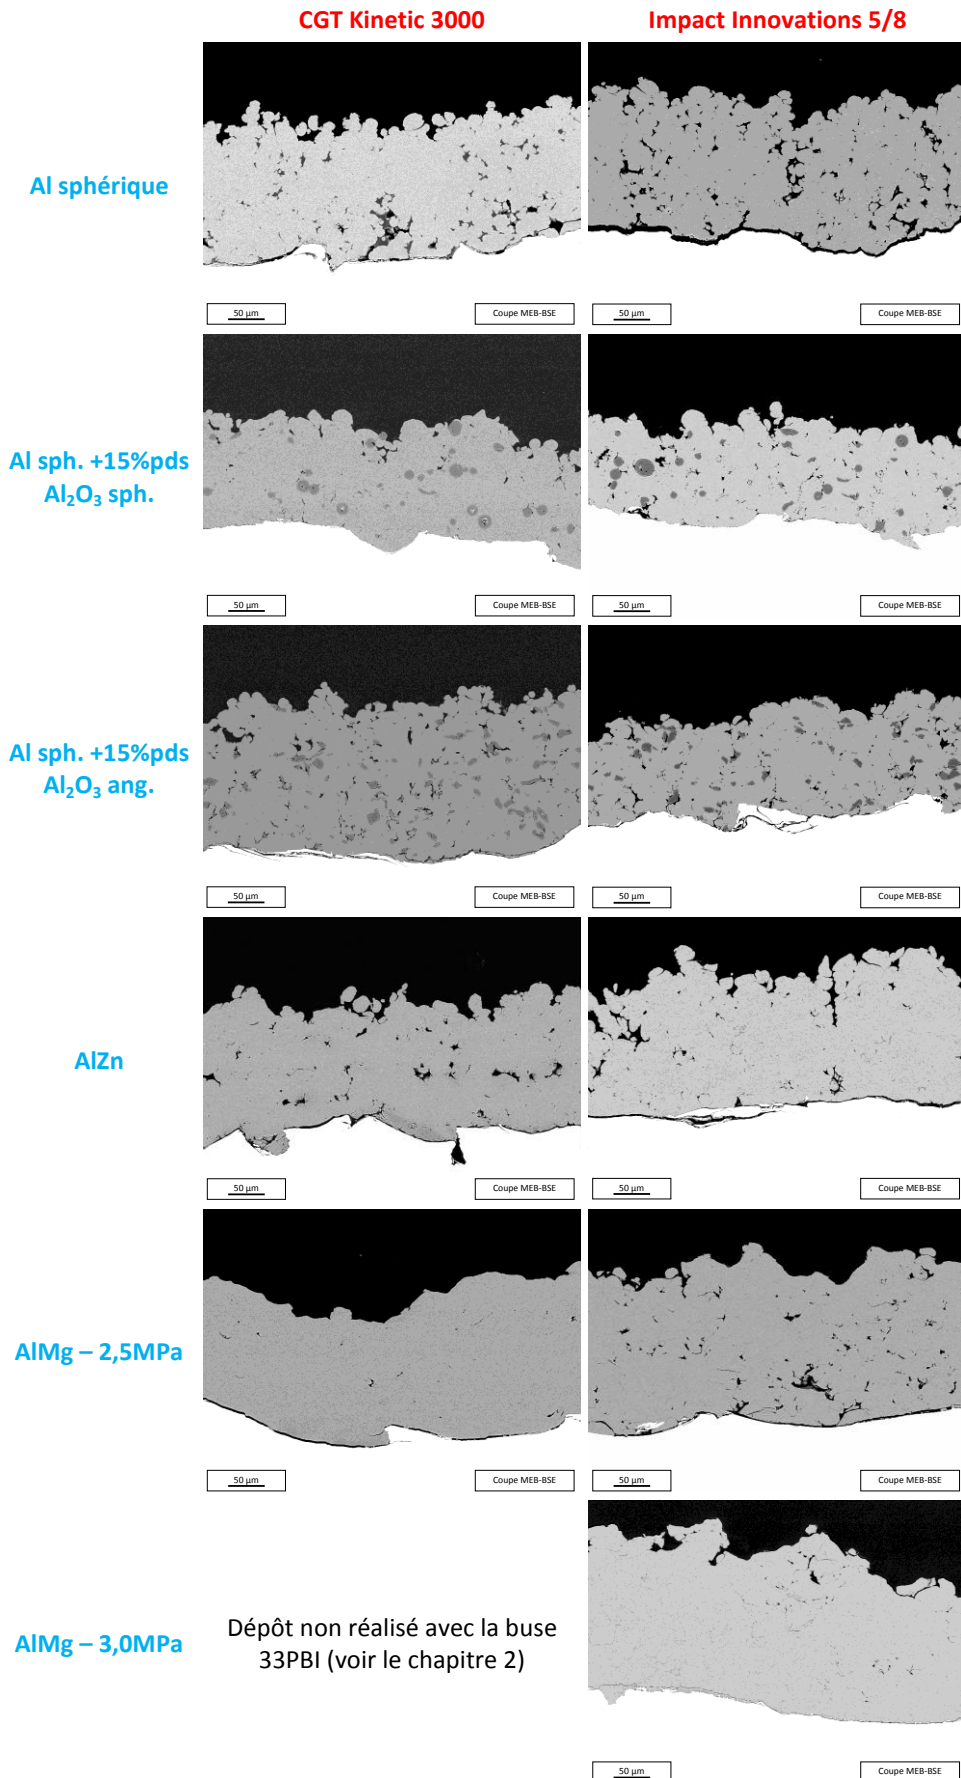 CGT Kinetic 3000 Impact Innovations 5/8
Al sphérique
50 µm Coupe MEB-BSE 50 µm Coupe MEB-BSE
Al sph. +15%pds
Al₂O₃ sph.
50 µm Coupe MEB-BSE 50 µm Coupe MEB-BSE
Al sph. +15%pds
Al₂O₃ ang.
50 µm Coupe MEB-BSE 50 µm Coupe MEB-BSE
AlZn
50 µm Coupe MEB-BSE 50 µm Coupe MEB-BSE
AlMg – 2,5MPa
50 µm Coupe MEB-BSE 50 µm Coupe MEB-BSE
AlMg – 3,0MPa
Dépôt non réalisé avec la buse
33PBI (voir le chapitre 2)
50 µm Coupe MEB-BSE